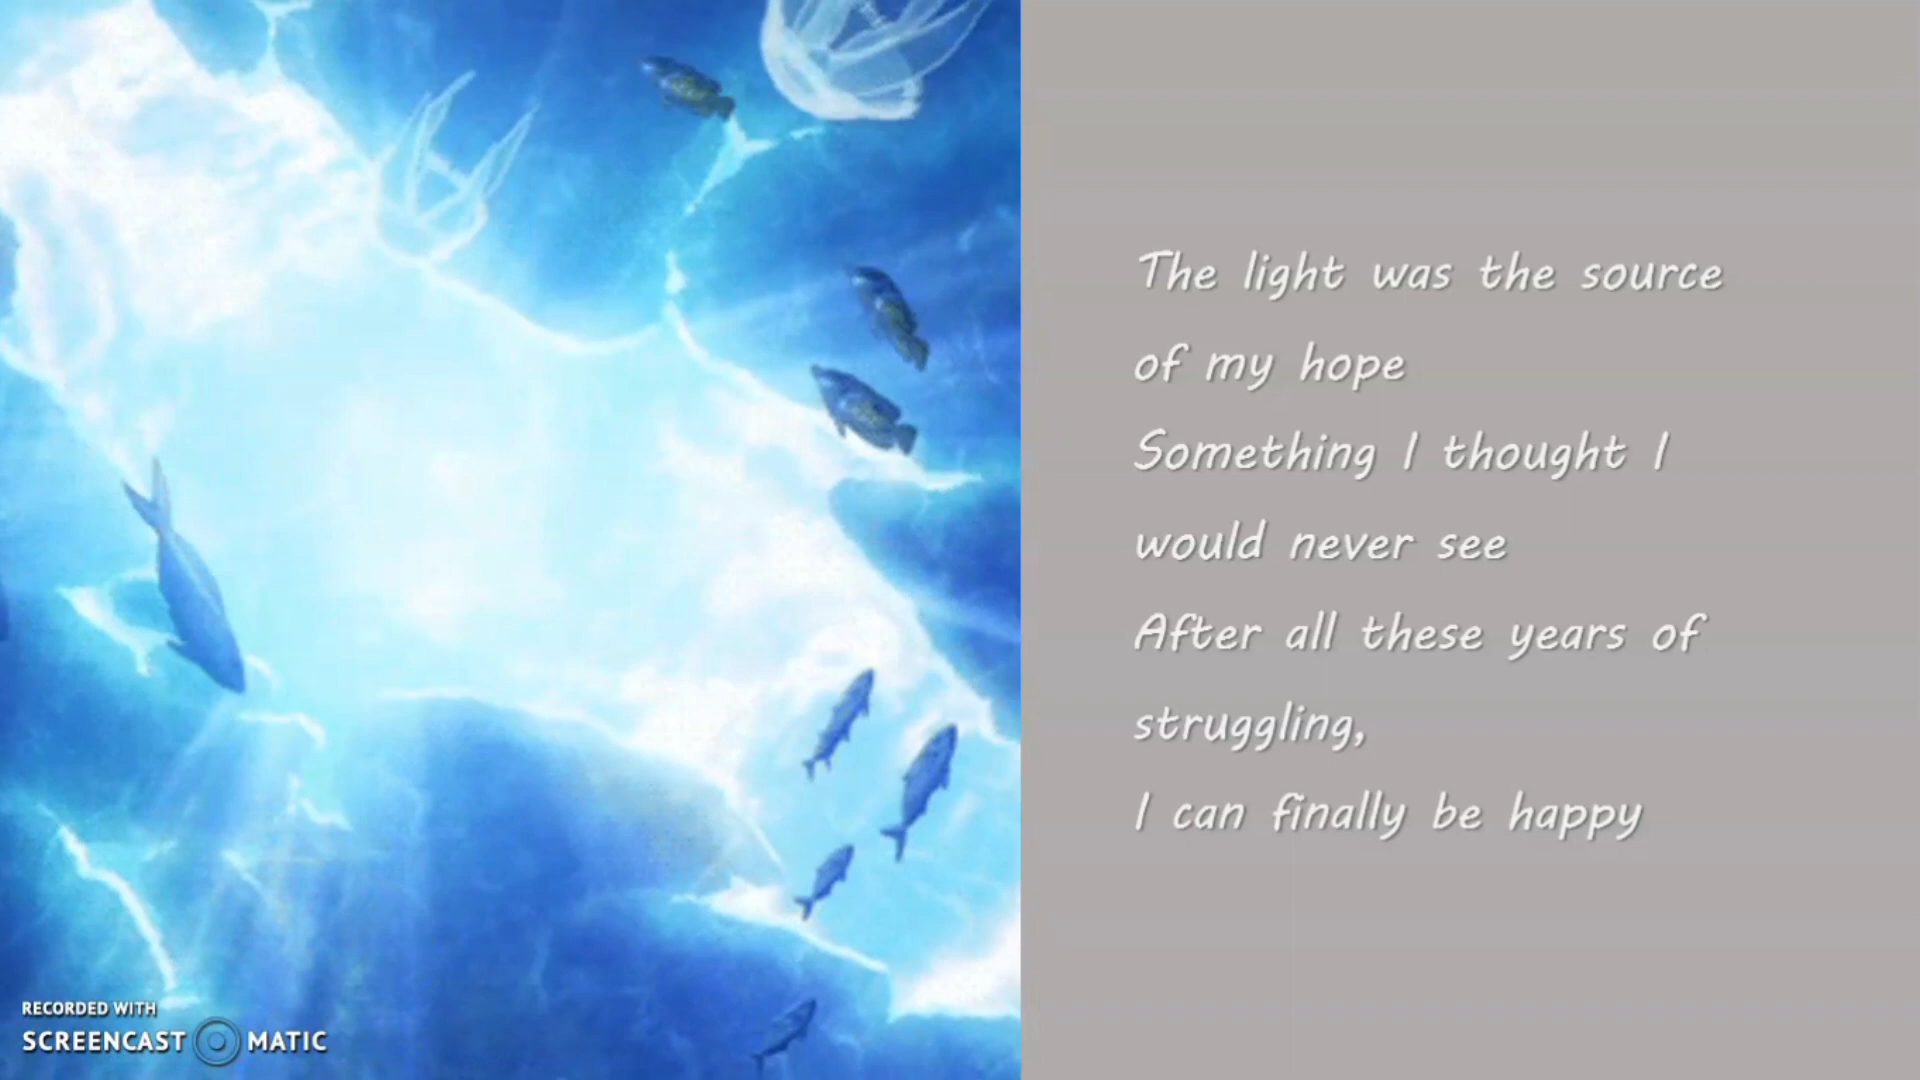 The light was the source
of my hope
Something I thought I
would never see
After all these years of
struggling,
I can finally be happy
RECORDED WITH
SCREENCAST MATIC